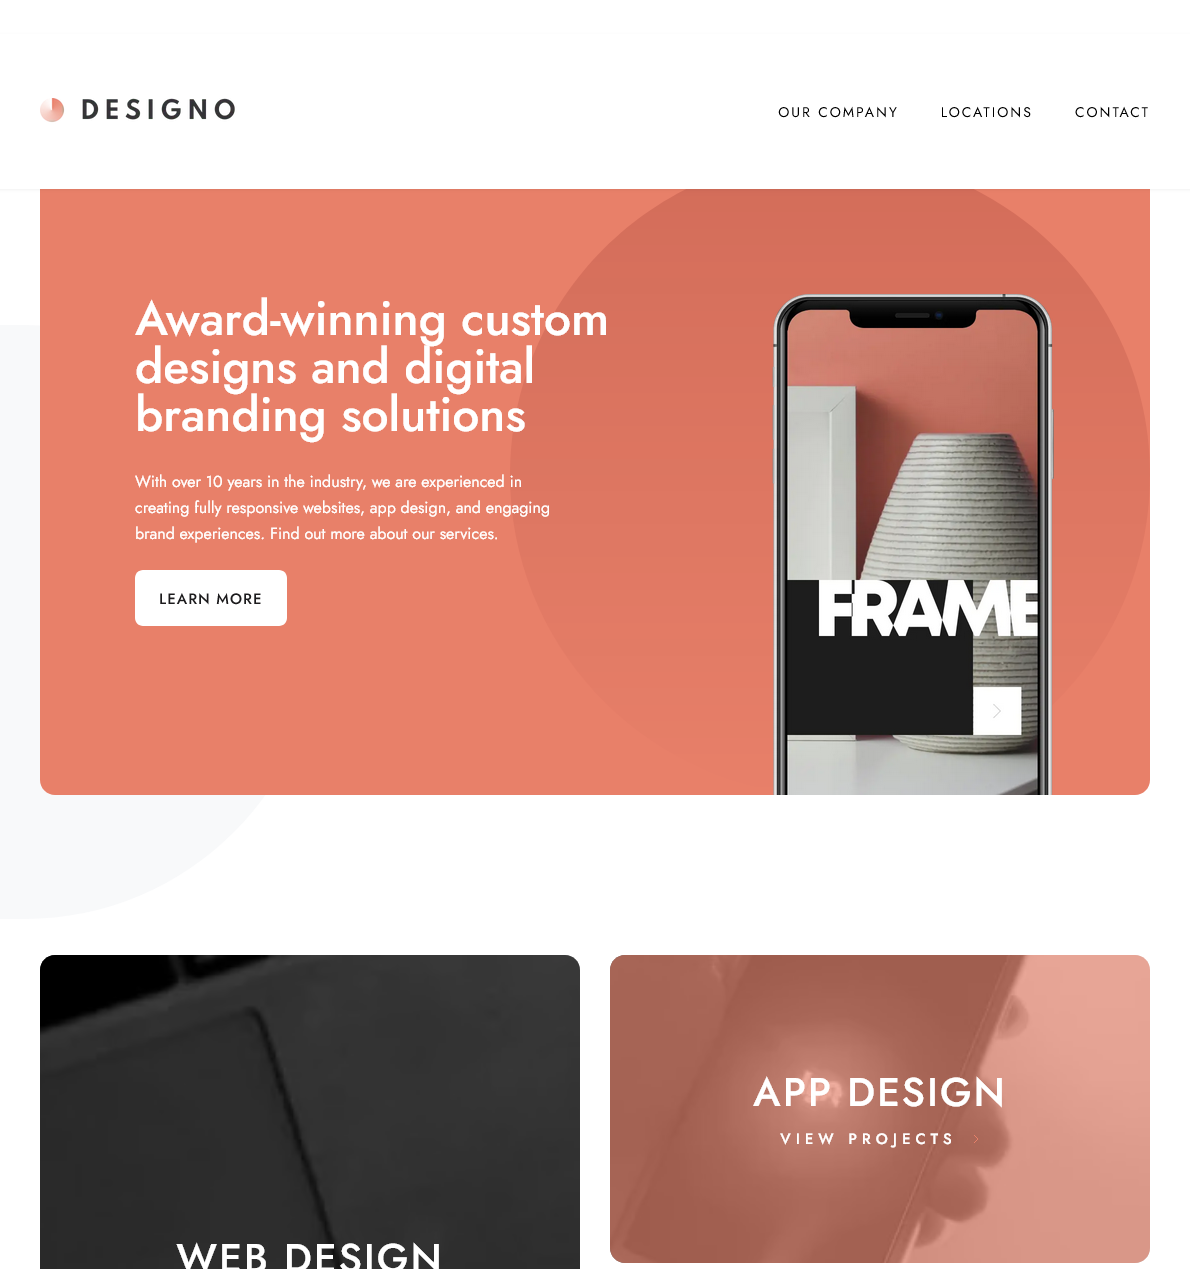 DESIGNO
OUR COMPANY
LOCATIONS
CONTACT
Award-winning custom
designs and digital
branding solutions
With over 10 years in the industry, we are experienced in
creating fully responsive websites, app design, and engaging
brand experiences. Find out more about our services.
LEARN MORE
FRAME
APP DESIGN
VIEW PROJECTS
WEB DESIGN